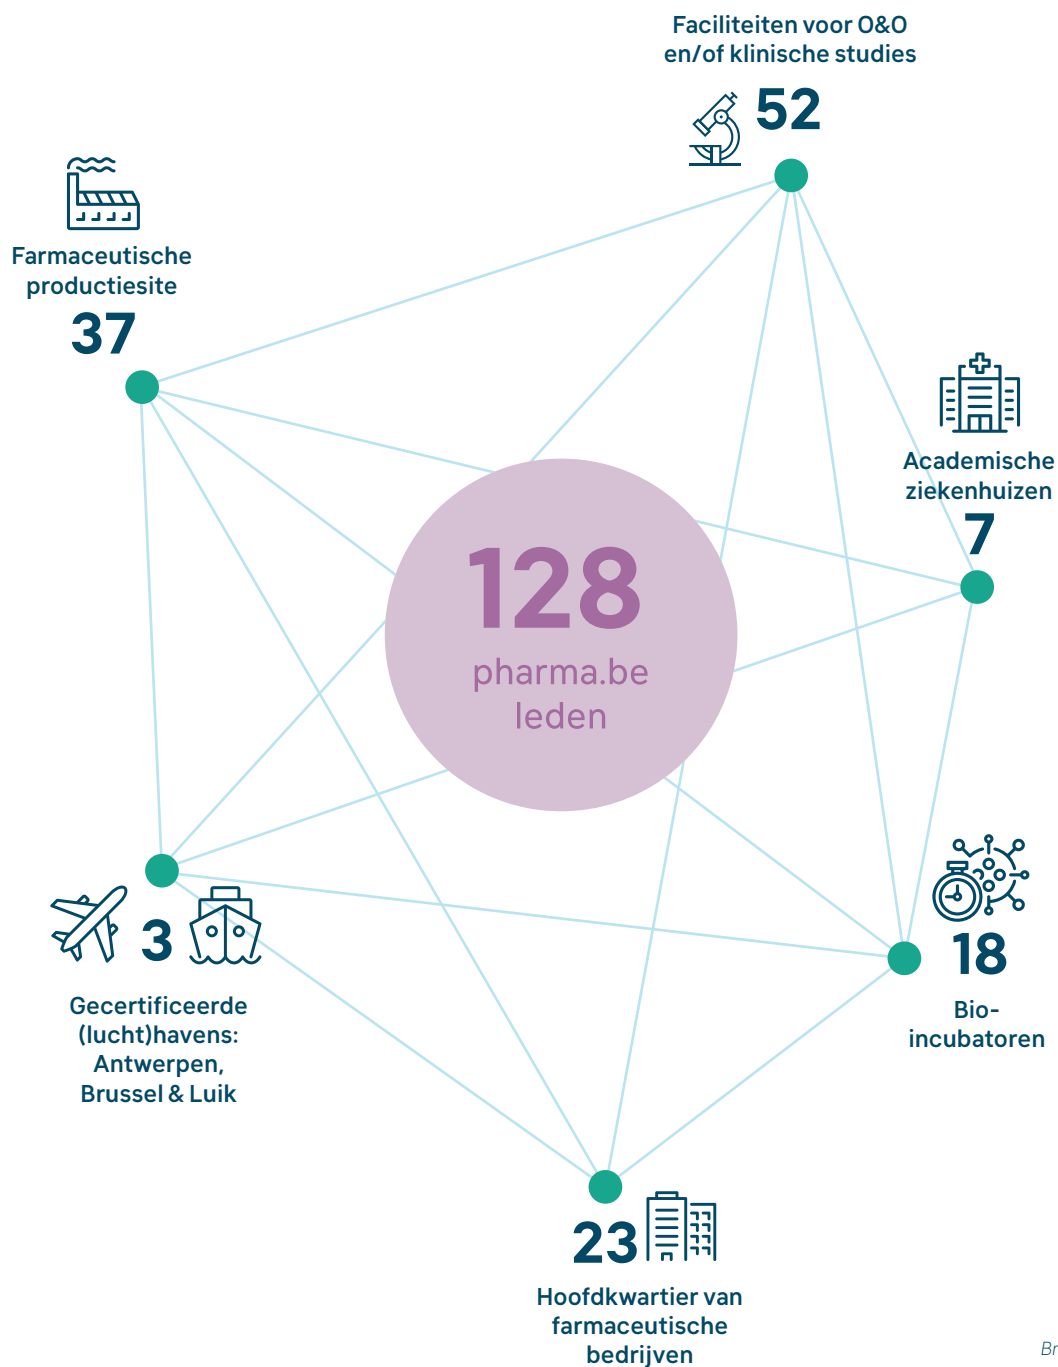 Faciliteiten voor O&O
en/of klinische studies
52
Farmaceutische
productiesite
37
Academische
ziekenhuizen
7
128
pharma.be
leden
3
Gecertificeerde
(lucht)havens:
Antwerpen,
Brussel & Luik
18
Bio-
incubatoren
23
Hoofdkwartier van
farmaceutische
bedrijven